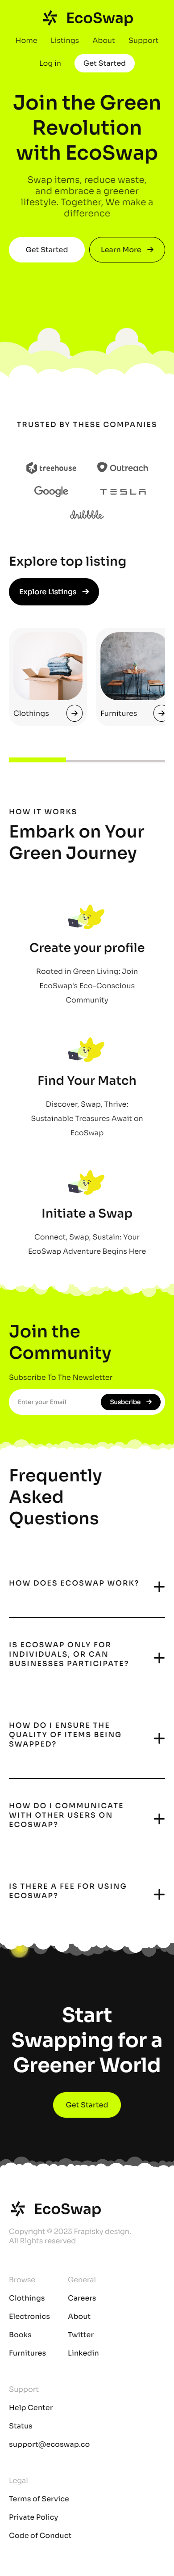 EcoSwap
Home Listings About Support
Log in Get Started
Join the Green
Revolution
with EcoSwap
Swap items, reduce waste,
and embrace a greener
lifestyle. Together, We make a
difference
Get Started Learn More
TRUSTED BY THESE COMPANIES
treehouse Outreach
Google TESLA
dribbble
Explore top listing
Explore Listings
Clothings Furnitures
HOW IT WORKS
Embark on Your
Green Journey
Create your profile
Rooted in Green Living: Join
EcoSwap's Eco-Conscious
Community
Find Your Match
Discover, Swap, Thrive:
Sustainable Treasures Await on
EcoSwap
Initiate a Swap
Connect, Swap, Sustain: Your
EcoSwap Adventure Begins Here
Join the
Community
Subscribe To The Newsletter
Enter your Email Susbcribe
Frequently
Asked
Questions
HOW DOES ECOSWAP WORK?
IS ECOSWAP ONLY FOR
INDIVIDUALS, OR CAN
BUSINESSES PARTICIPATE?
HOW DO I ENSURE THE
QUALITY OF ITEMS BEING
SWAPPED?
HOW DO I COMMUNICATE
WITH OTHER USERS ON
ECOSWAP?
IS THERE A FEE FOR USING
ECOSWAP?
Start
Swapping for a
Greener World
Get Started
EcoSwap
Copyright © 2023 Frapisky design.
All Rights reserved
Browse General
Clothings Careers
Electronics About
Books Twitter
Furnitures Linkedin
Support
Help Center
Status
support@ecoswap.co
Legal
Terms of Service
Private Policy
Code of Conduct